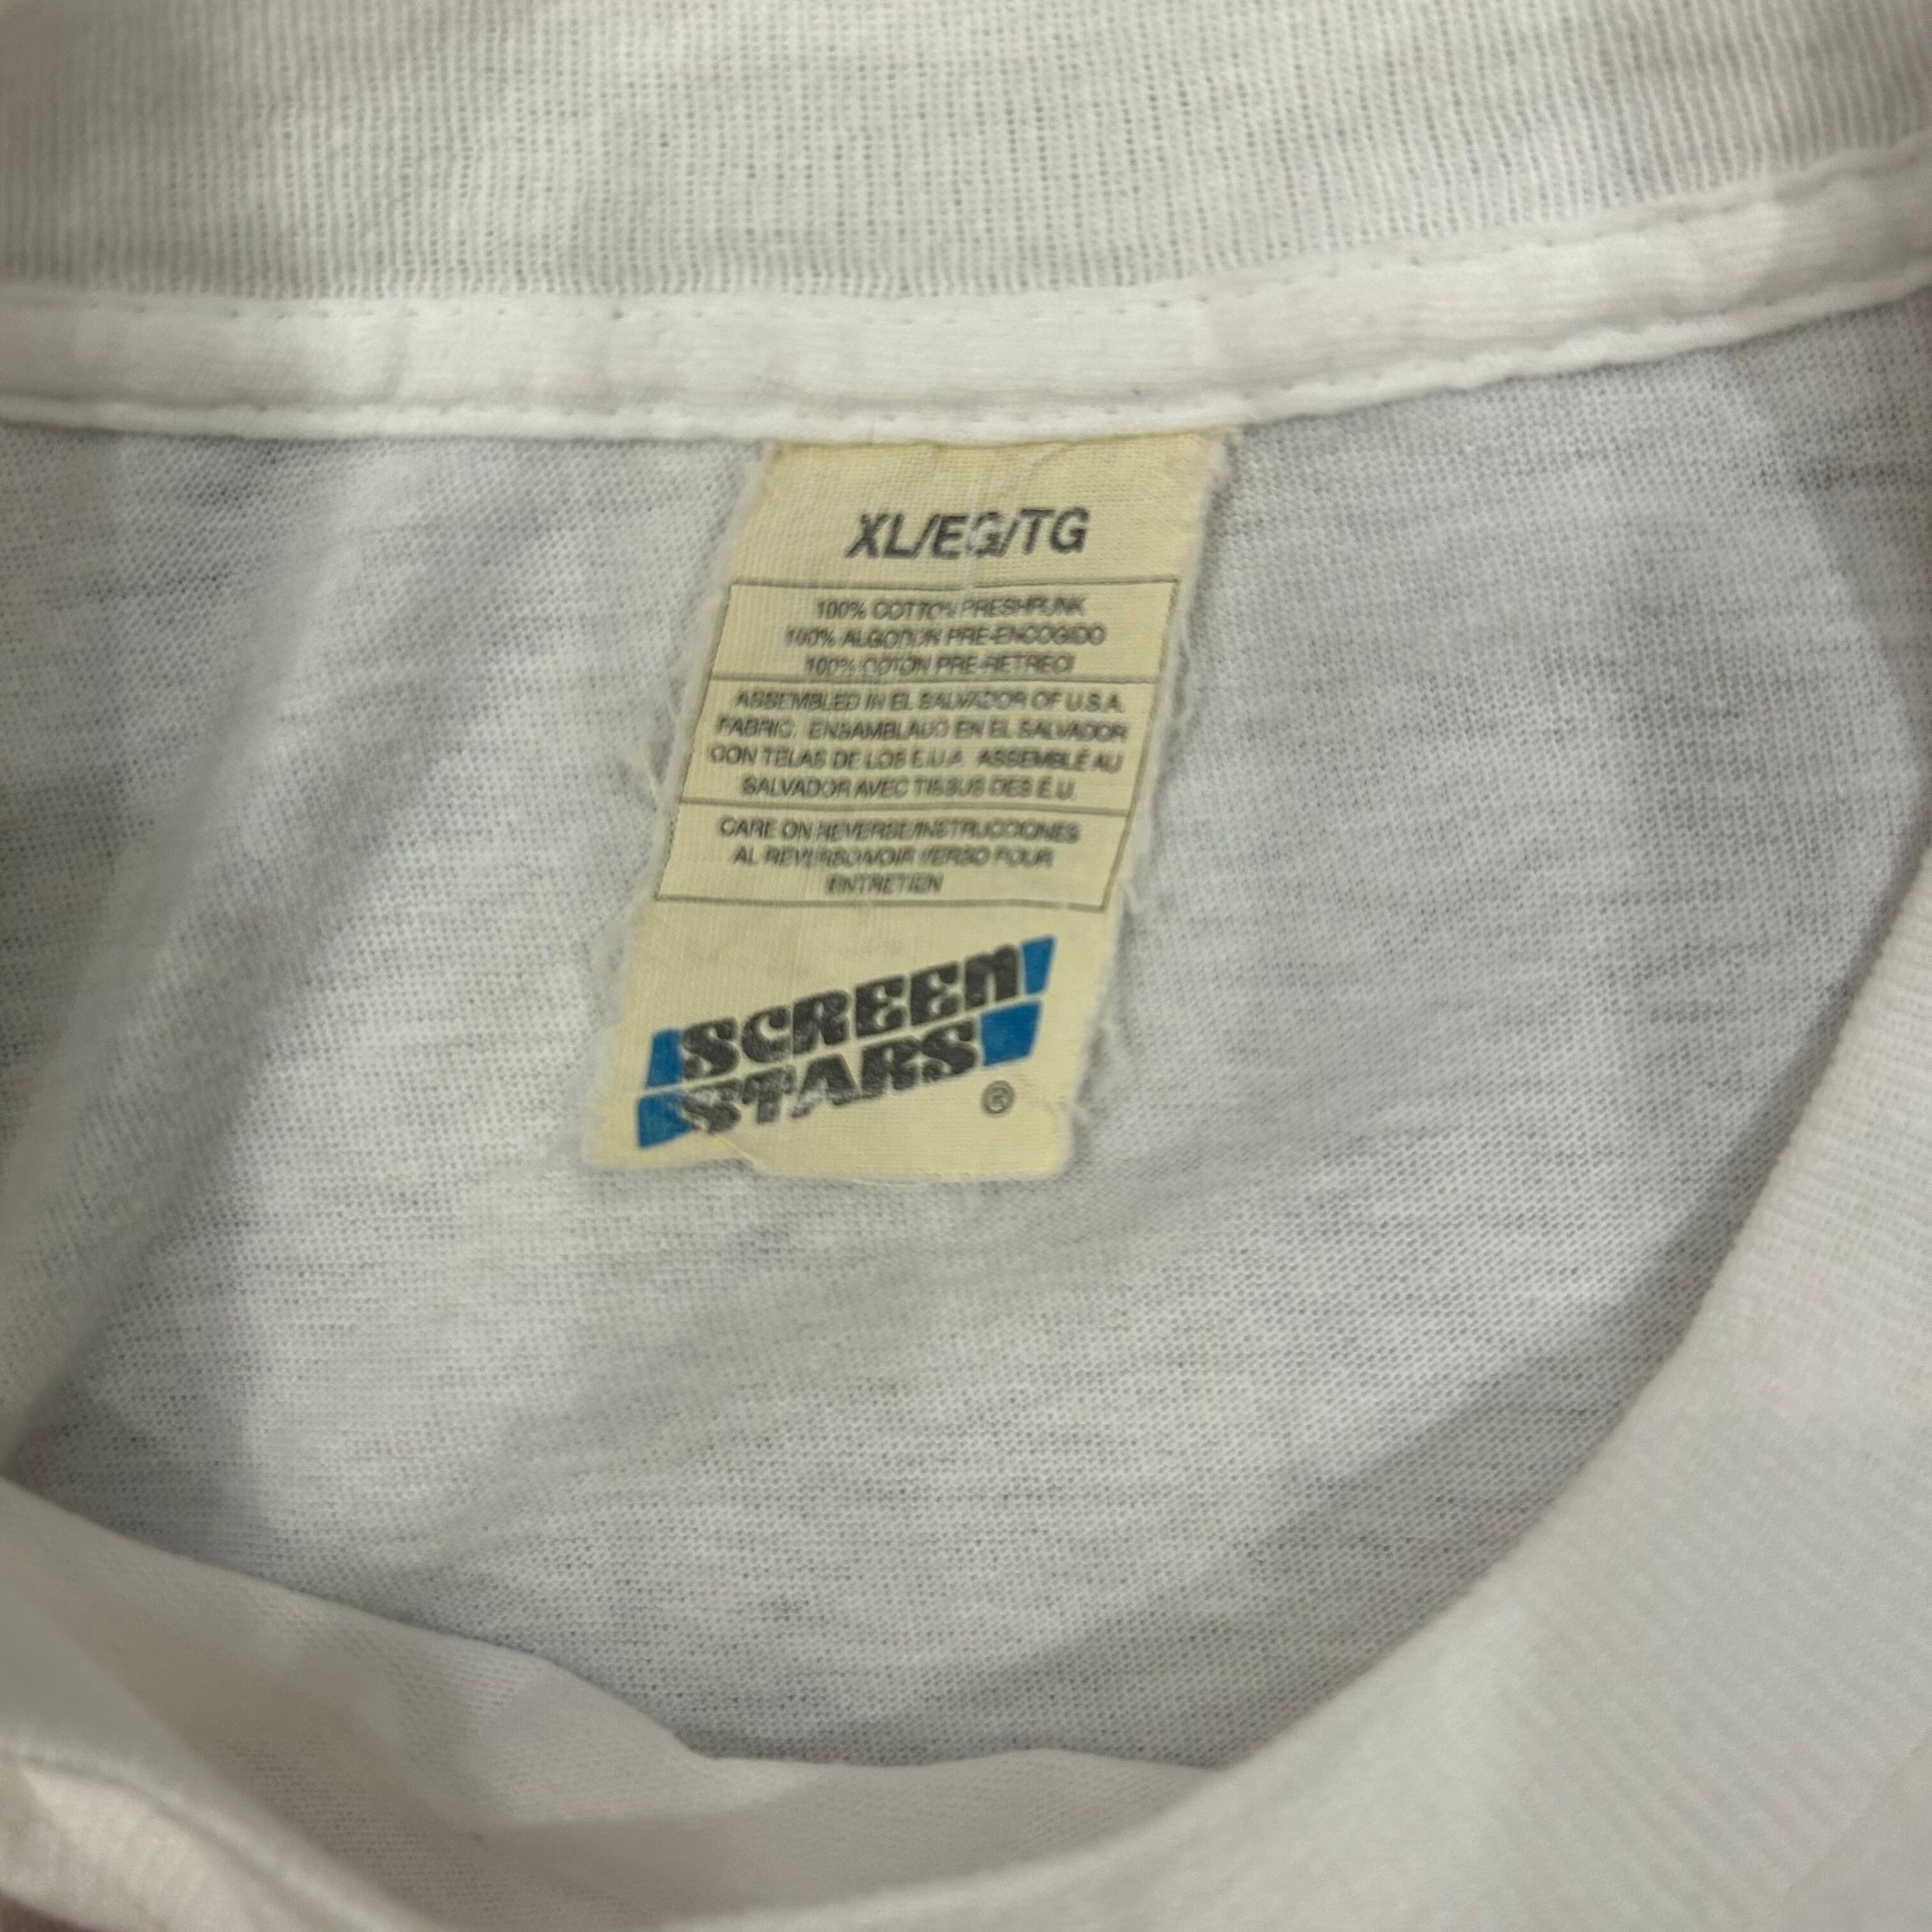 XL/EG/TG
100% COTTON PRESHRUNK
100% ALGODON PRE-ENCOGIDO
100% COTON PRE-RETRECI
ASSEMBLED IN EL SALVADOR OF U.S.A.
FABRIC. ENSAMBLADO EN EL SALVADOR
CON TELAS DE LOS E.U.A. ASSEMBLÉ AU
SALVADOR AVEC TISSUS DES É.U.
CARE ON REVERSE/INSTRUCCIONES
AL REVERSO/VOIR VERSO POUR
ENTRETIEN
SCREEN
STARS
®